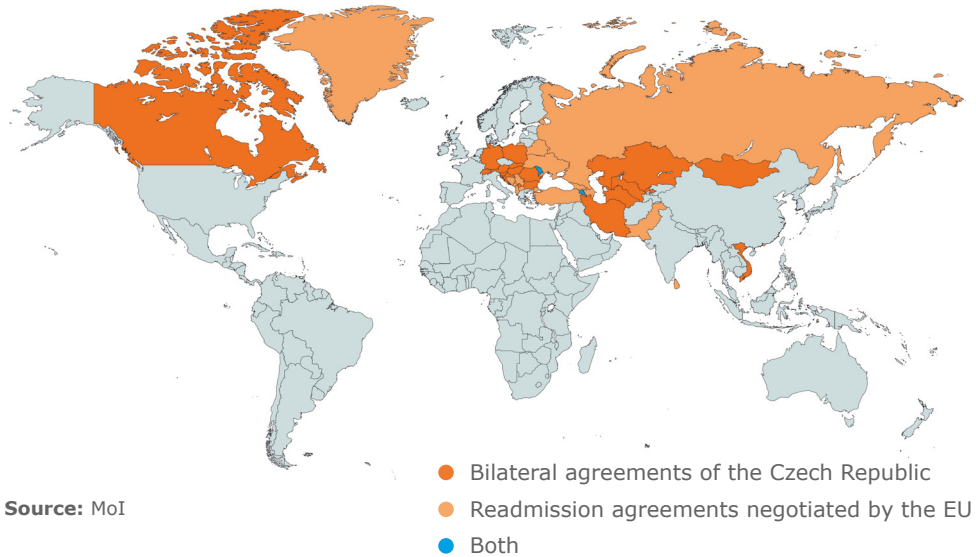 Bilateral agreements of the Czech Republic
Source: MoI
Readmission agreements negotiated by the EU
Both